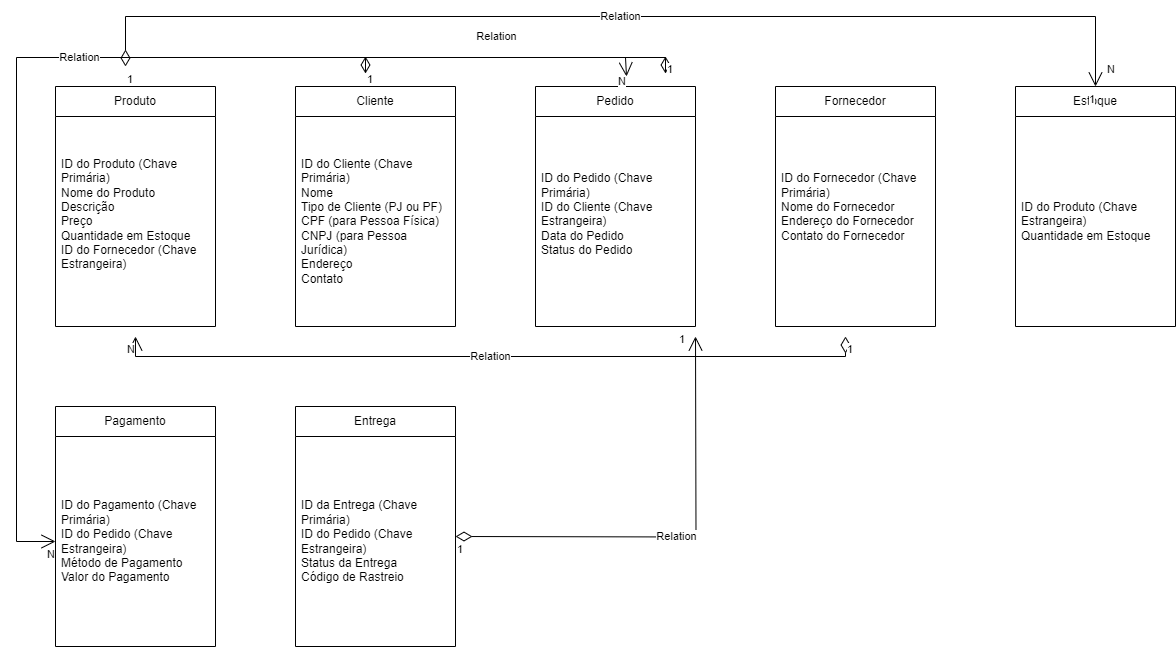 Relation
Relation
Relation
1
1
N
1
N
1
Produto
Cliente
Pedido
Fornecedor
Estoque
ID do Produto (Chave
Primária)
Nome do Produto
Descrição
Preço
Quantidade em Estoque
ID do Fornecedor (Chave
Estrangeira)
ID do Cliente (Chave
Primária)
Nome
Tipo de Cliente (PJ ou PF)
CPF (para Pessoa Física)
CNPJ (para Pessoa
Jurídica)
Endereço
Contato
ID do Pedido (Chave
Primária)
ID do Cliente (Chave
Estrangeira)
Data do Pedido
Status do Pedido
ID do Fornecedor (Chave
Primária)
Nome do Fornecedor
Endereço do Fornecedor
Contato do Fornecedor
ID do Produto (Chave
Estrangeira)
Quantidade em Estoque
N
Relation
1
1
Pagamento
Entrega
ID do Pagamento (Chave
Primária)
ID do Pedido (Chave
Estrangeira)
Método de Pagamento
Valor do Pagamento
N
ID da Entrega (Chave
Primária)
ID do Pedido (Chave
Estrangeira)
Status da Entrega
Código de Rastreio
1
Relation